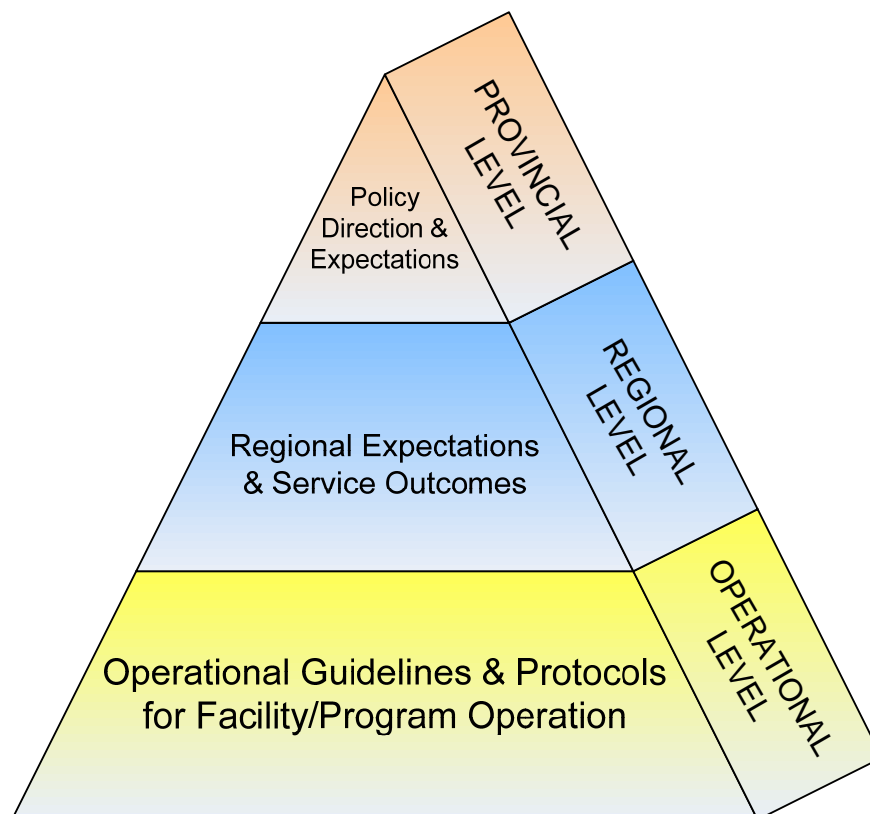 PROVINCIAL
LEVEL
Policy
Direction &
Expectations
REGIONAL
LEVEL
Regional Expectations
& Service Outcomes
OPERATIONAL
LEVEL
Operational Guidelines & Protocols
for Facility/Program Operation